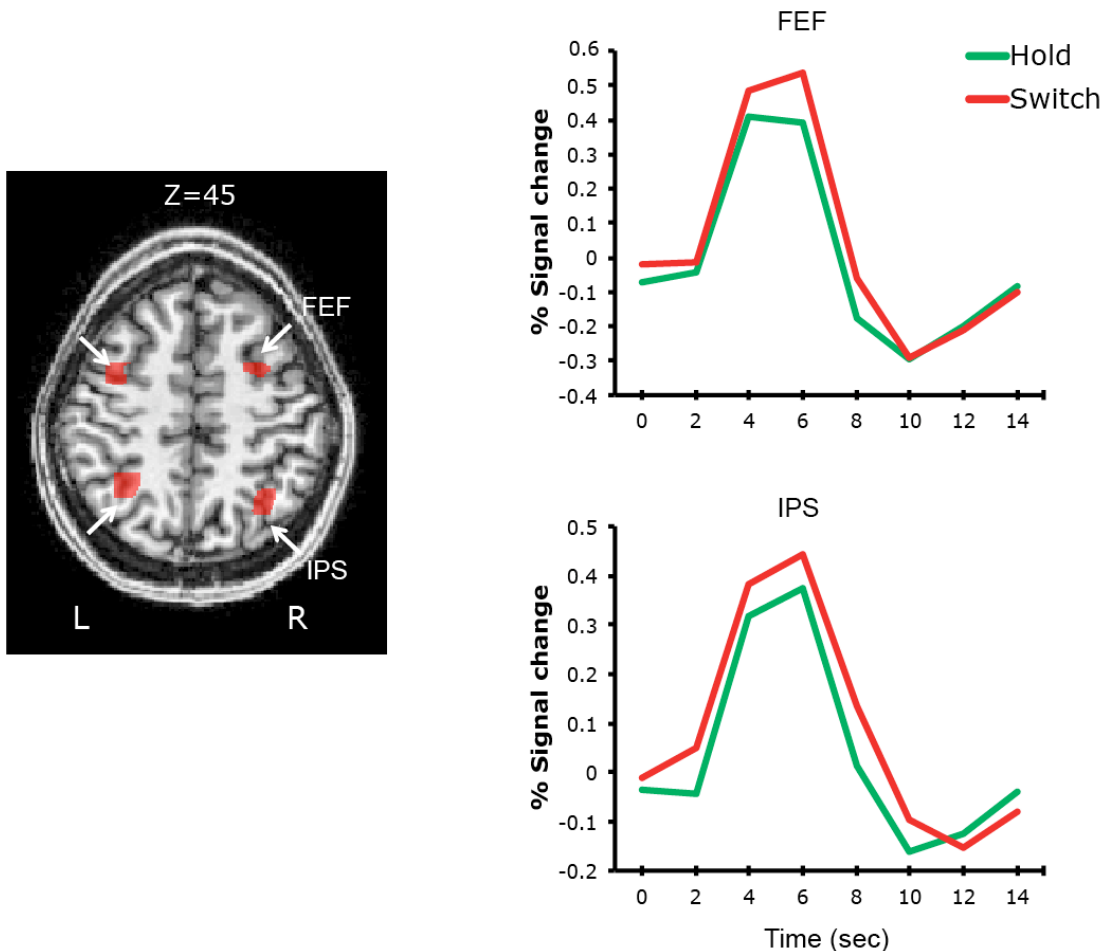 Z=45
FEF
IPS
L R
FEF
Hold
Switch
% Signal change
0.6
0.5
0.4
0.3
0.2
0.1
0
-0.1
-0.2
-0.3
-0.4
0 2 4 6 8 10 12 14
IPS
% Signal change
0.5
0.4
0.3
0.2
0.1
0
-0.1
-0.2
0 2 4 6 8 10 12 14
Time (sec)